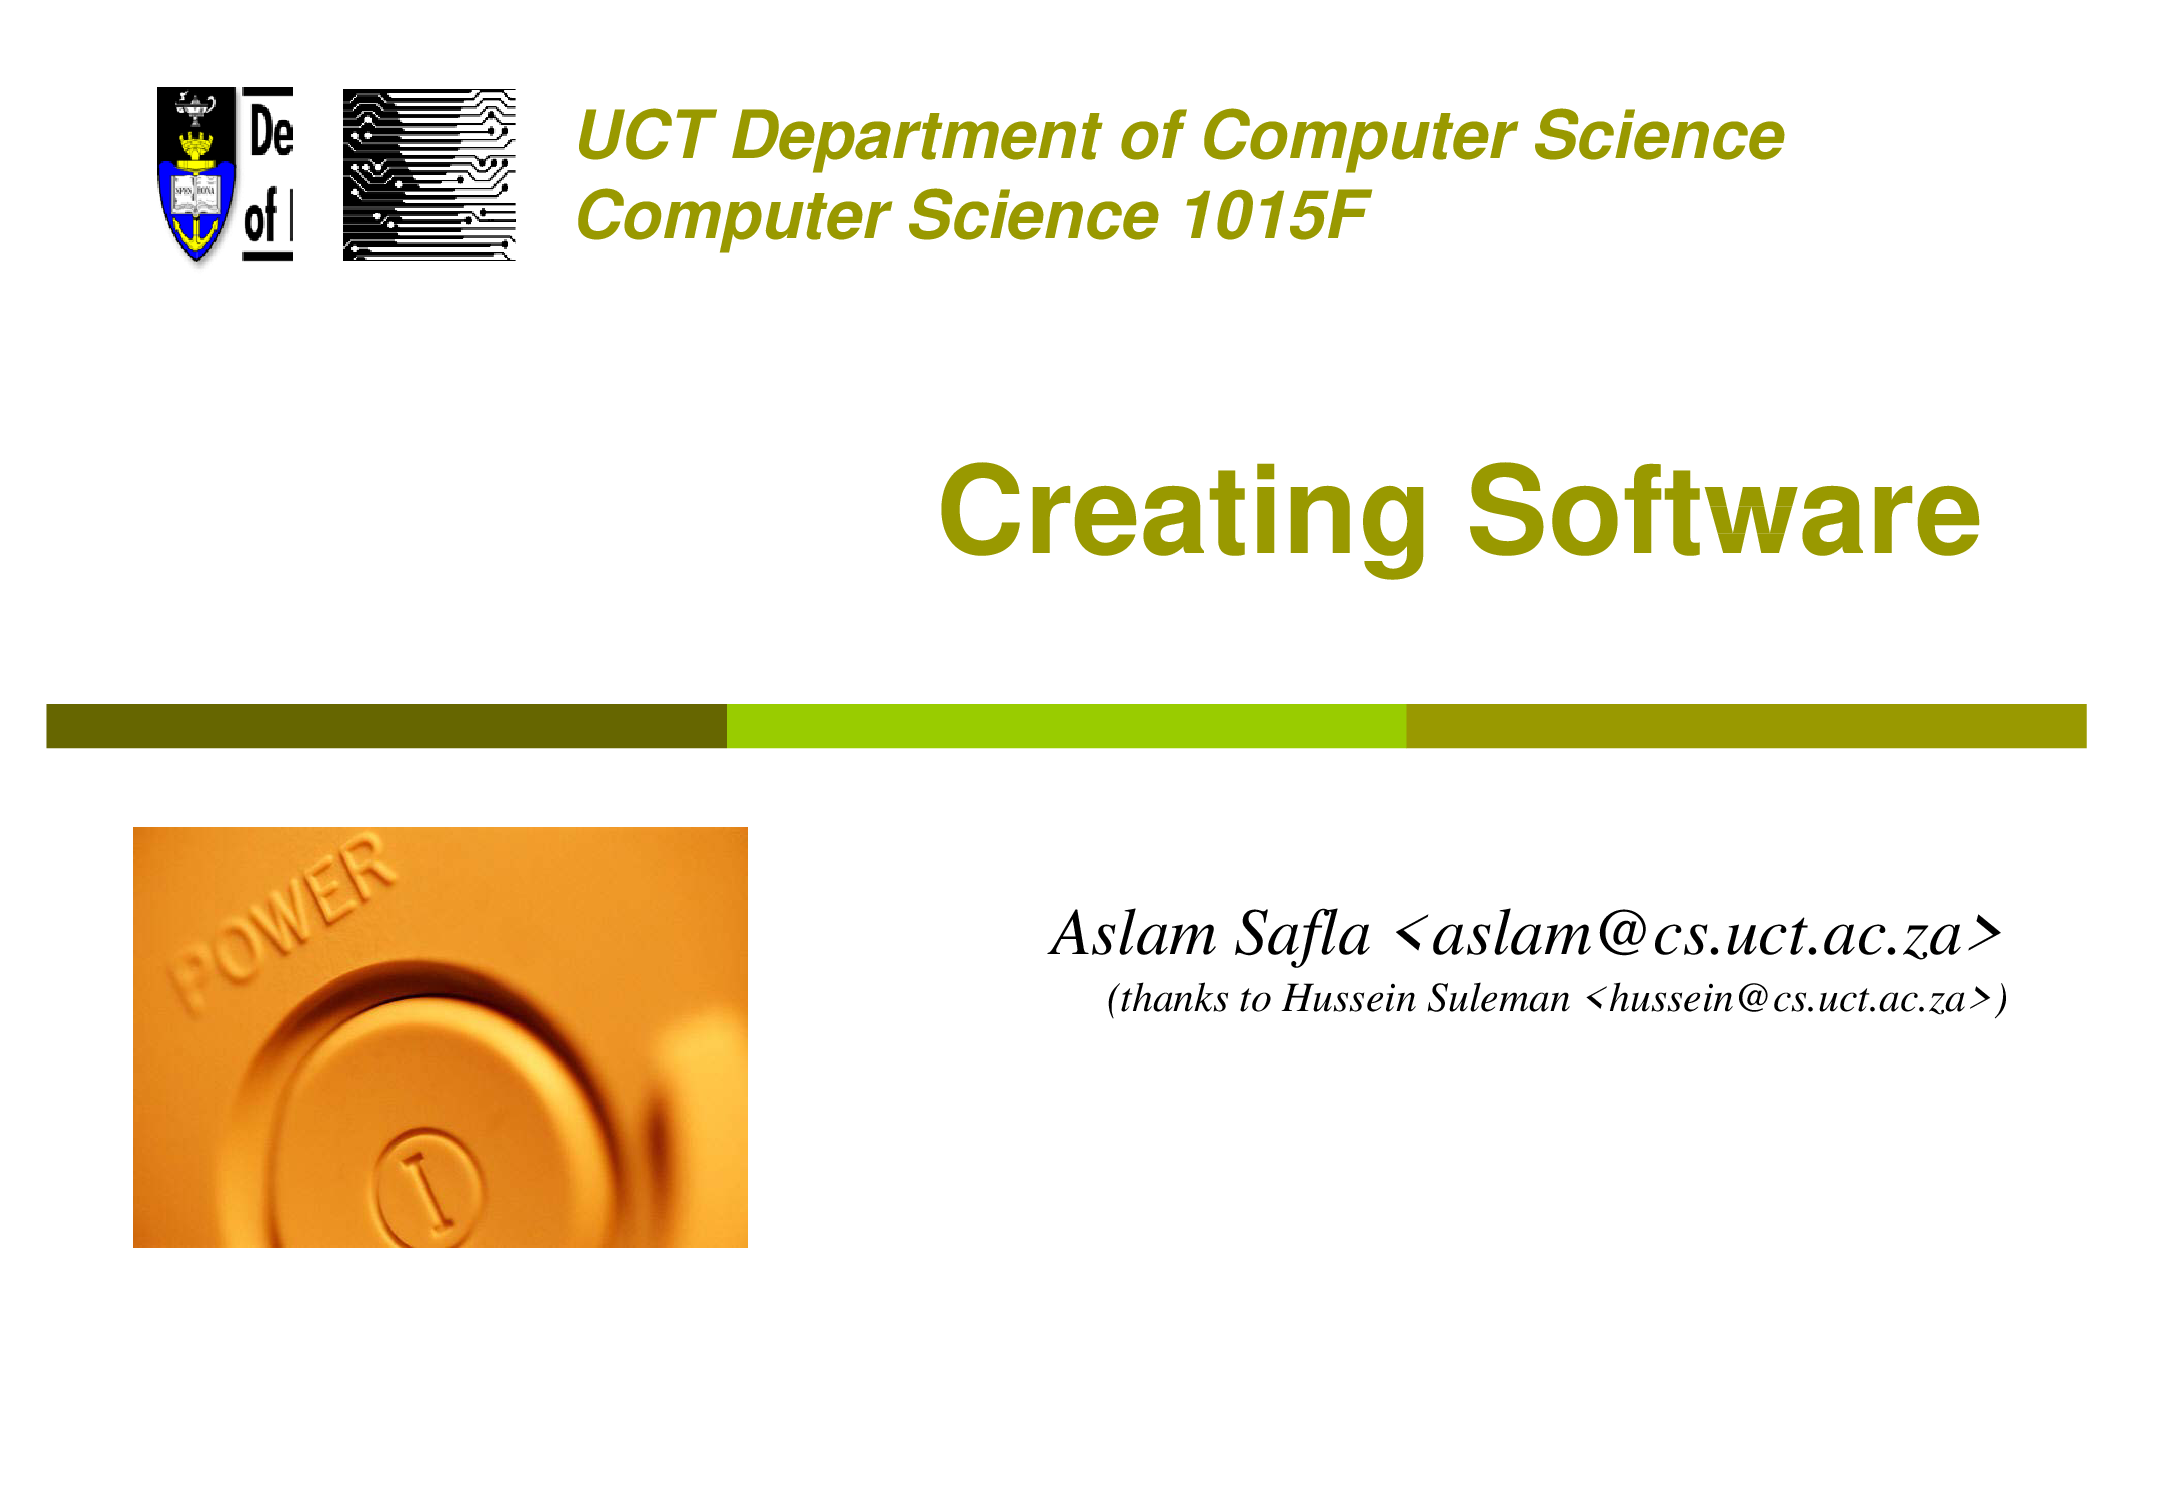 De
of
UCT Department of Computer Science
Computer Science 1015F
Creating Software
POWER
I
Aslam Safla <aslam@cs.uct.ac.za>
(thanks to Hussein Suleman <hussein@cs.uct.ac.za>)